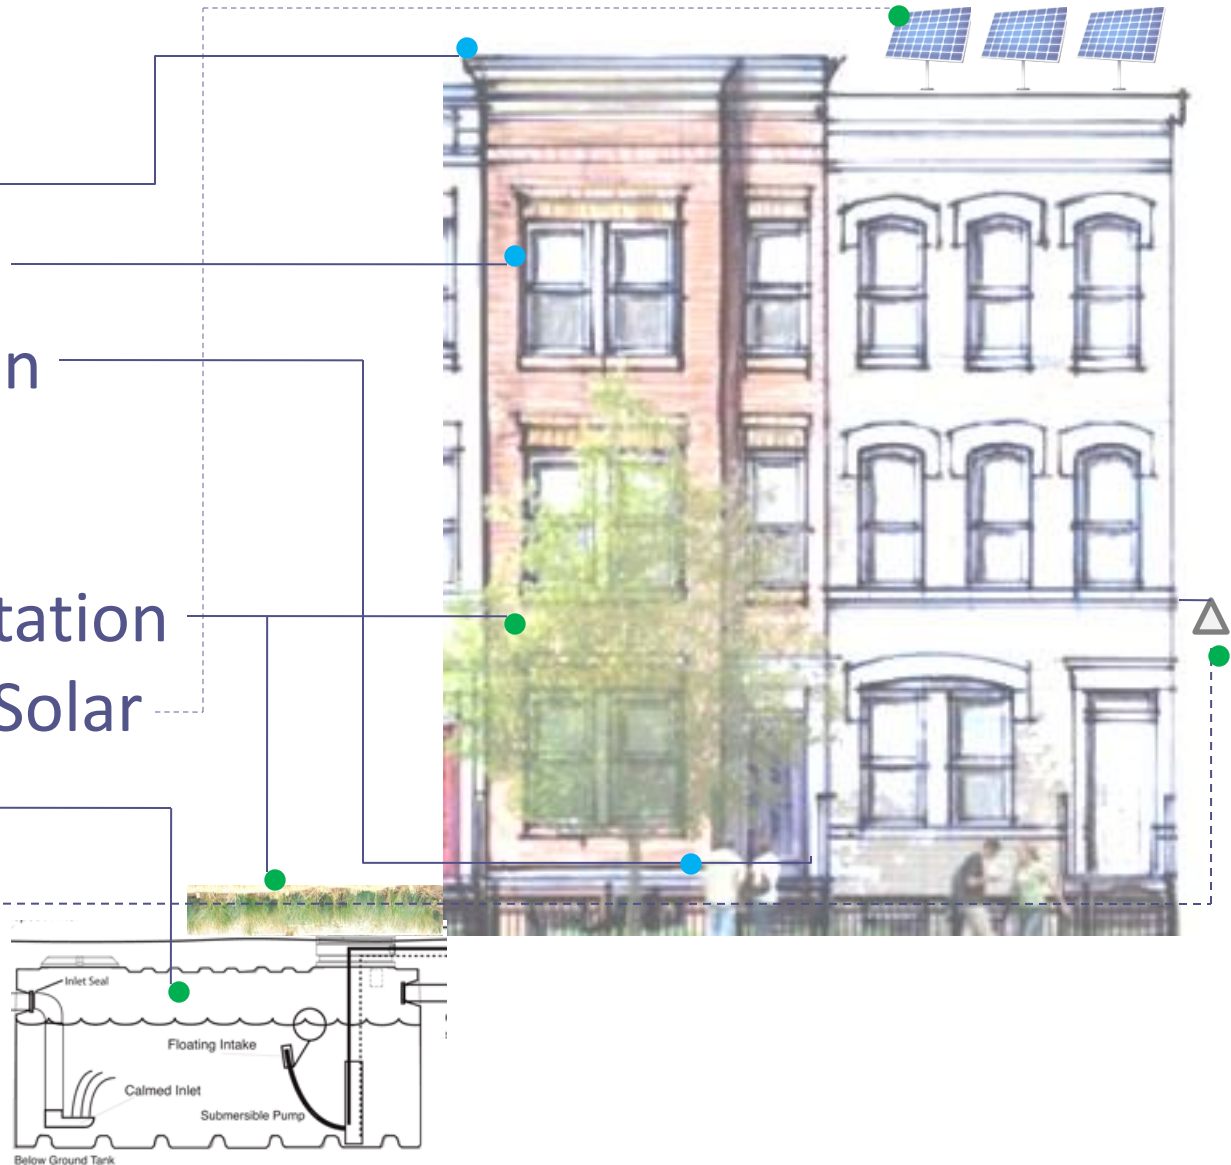 n
tation
Solar
Inlet Seal
Floating Intake
Calmed Inlet
Submersible Pump
Below Ground Tank